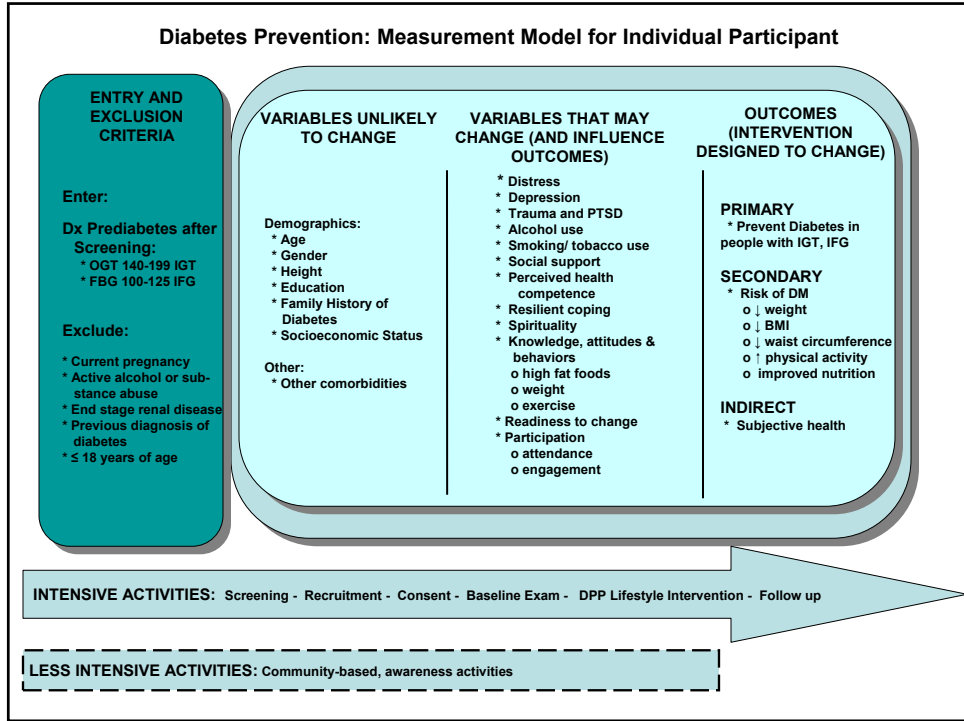 Diabetes Prevention: Measurement Model for Individual Participant
ENTRY AND
EXCLUSION
CRITERIA
Enter:
Dx Prediabetes after
Screening:
* OGT 140-199 IGT
* FBG 100-125 IFG
Exclude:
* Current pregnancy
* Active alcohol or sub-
stance abuse
* End stage renal disease
* Previous diagnosis of
diabetes
* ≤ 18 years of age
VARIABLES UNLIKELY
TO CHANGE
Demographics:
* Age
* Gender
* Height
* Education
* Family History of
Diabetes
* Socioeconomic Status
Other:
* Other comorbidities
VARIABLES THAT MAY
CHANGE (AND INFLUENCE
OUTCOMES)
* Distress
* Depression
* Trauma and PTSD
* Alcohol use
* Smoking/ tobacco use
* Social support
* Perceived health
competence
* Resilient coping
* Spirituality
* Knowledge, attitudes &
behaviors
o high fat foods
o weight
o exercise
* Readiness to change
* Participation
o attendance
o engagement
OUTCOMES
(INTERVENTION
DESIGNED TO CHANGE)
PRIMARY
* Prevent Diabetes in
people with IGT, IFG
SECONDARY
* Risk of DM
o ↓ weight
o ↓ BMI
o ↓ waist circumference
o ↑ physical activity
o improved nutrition
INDIRECT
* Subjective health
INTENSIVE ACTIVITIES: Screening - Recruitment - Consent - Baseline Exam - DPP Lifestyle Intervention - Follow up
LESS INTENSIVE ACTIVITIES: Community-based, awareness activities